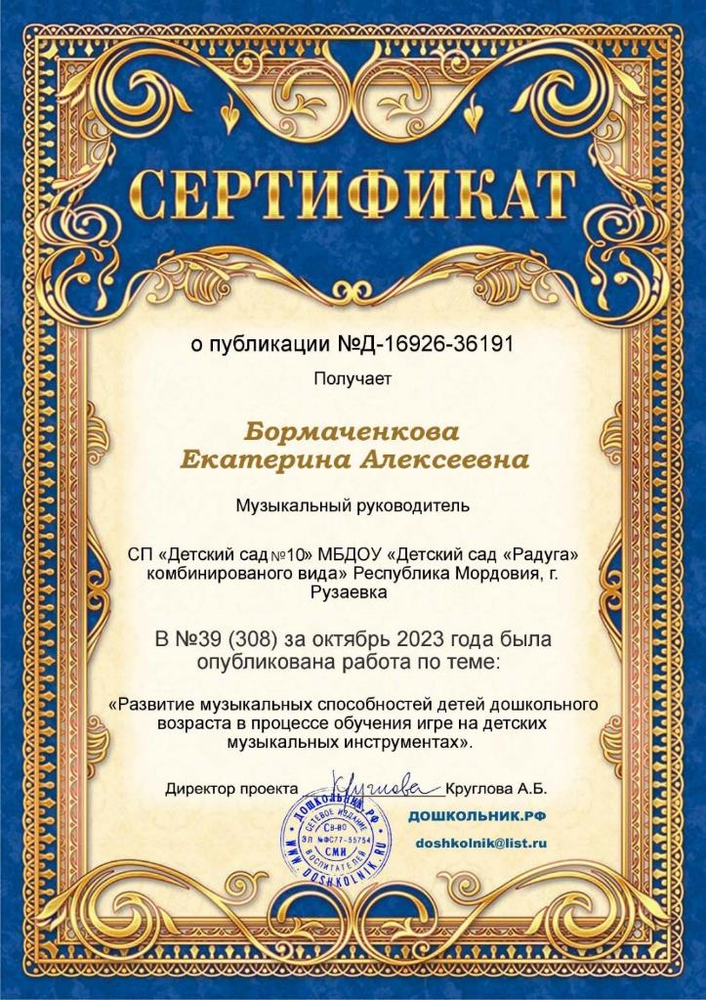 СЕРТИФИКАТ
о публикации №Д-16926-36191
Получает
Бормаченкова
Екатерина Алексеевна
Музыкальный руководитель
СП «Детский сад №10» МБДОУ «Детский сад «Радуга»
комбинированого вида» Республика Мордовия, г.
Рузаевка
В №39 (308) за октябрь 2023 года была
опубликована работа по теме:
«Развитие музыкальных способностей детей дошкольного
возраста в процессе обучения игре на детских
музыкальных инструментах».
Директор проекта Круглова Круглова А.Б.
ДОШКОЛЬНИК.РФ
СЕТЕВОЕ ИЗДАНИЕ
Св-во
ЭЛ №ФС77-55754
СМИ
ВОСПИТАТЕЛЕЙ
WWW.DOSHKOLNIK.RU
ДОШКОЛЬНИК.РФ
doshkolnik@list.ru